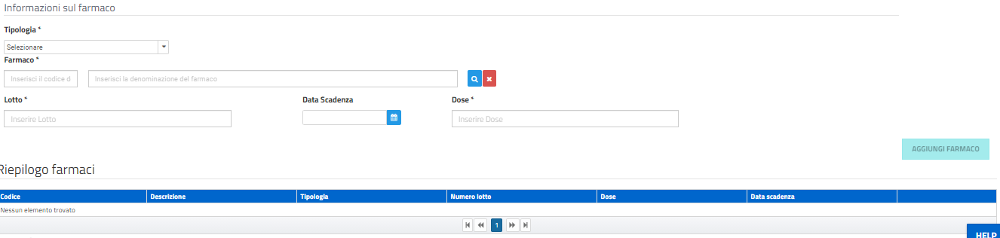 Informazioni sul farmaco
Tipologia *
Selezionare
Farmaco *
Inserisci il codice d Inserisci la denominazione del farmaco
Lotto * Data Scadenza Dose *
Inserire Lotto Inserire Dose
AGGIUNGI FARMACO
Riepilogo farmaci
Codice Descrizione Tipologia Numero lotto Dose Data scadenza
Nessun elemento trovato
1
HELP